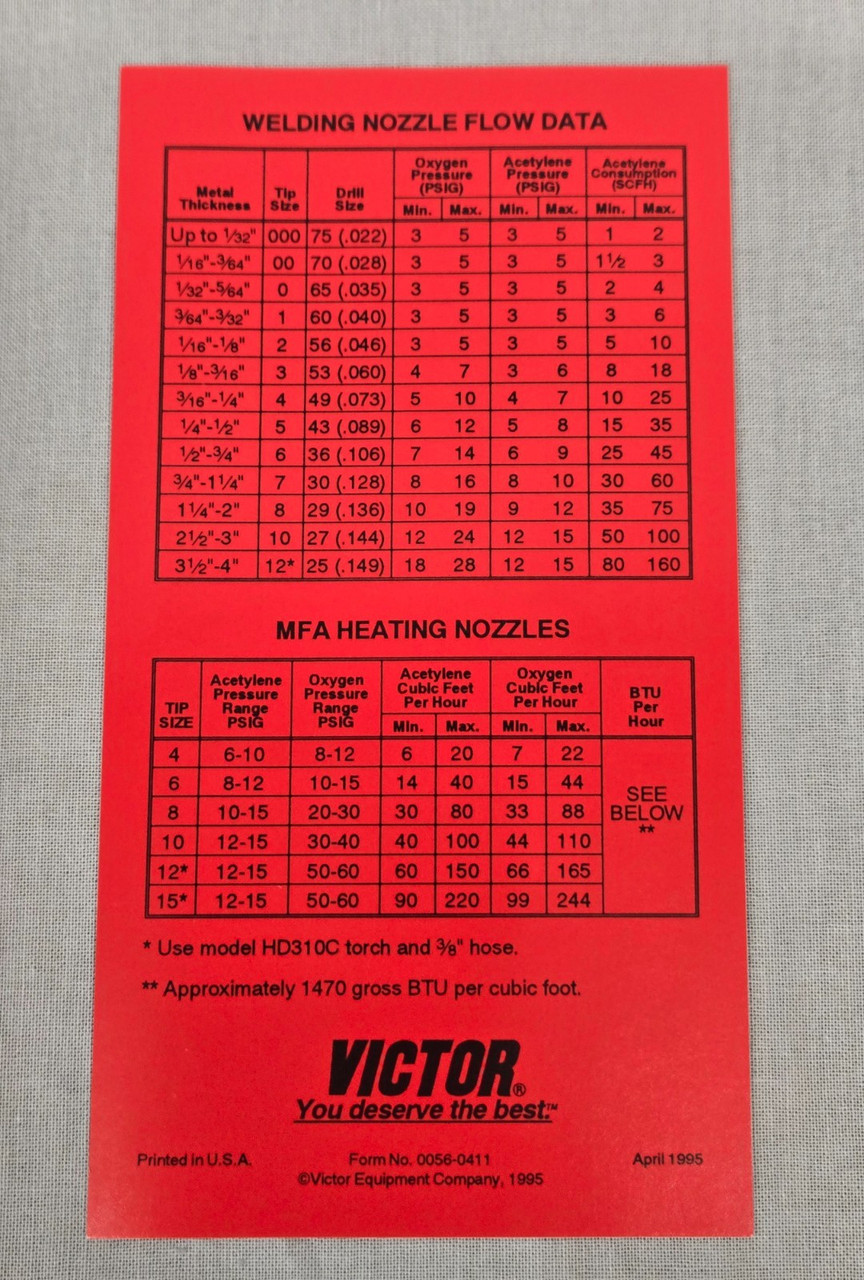 WELDING NOZZLE FLOW DATA
Metal Thickness Tip Size Drill Size Oxygen Pressure (PSIG) Acetylene Pressure (PSIG) Acetylene Consumption (SCFH)
Min. Max. Min. Max. Min. Max.
Up to 1/32" 000 75 (.022) 3 5 3 5 1 2
1/16"-3/64" 00 70 (.028) 3 5 3 5 1 1/2 3
1/32"-5/64" 0 65 (.035) 3 5 3 5 2 4
3/64"-3/32" 1 60 (.040) 3 5 3 5 3 6
1/16"-1/8" 2 56 (.046) 3 5 3 5 5 10
1/8"-3/16" 3 53 (.060) 4 7 3 6 8 18
3/16"-1/4" 4 49 (.073) 5 10 4 7 10 25
1/4"-1/2" 5 43 (.089) 6 12 5 8 15 35
1/2"-3/4" 6 36 (.106) 7 14 6 9 25 45
3/4"-1 1/4" 7 30 (.128) 8 16 8 10 30 60
1 1/4"-2" 8 29 (.136) 10 19 9 12 35 75
2 1/2"-3" 10 27 (.144) 12 24 12 15 50 100
3 1/2"-4" 12* 25 (.149) 18 28 12 15 80 160
MFA HEATING NOZZLES
TIP SIZE Acetylene Pressure Range PSIG Oxygen Pressure Range PSIG Acetylene Cubic Feet Per Hour Oxygen Cubic Feet Per Hour BTU Per Hour
Min. Max. Min. Max.
4 6-10 8-12 6 20 7 22
6 8-12 10-15 14 40 15 44
8 10-15 20-30 30 80 33 88
10 12-15 30-40 40 100 44 110
12* 12-15 50-60 60 150 66 165
15* 12-15 50-60 90 220 99 244
SEE
BELOW
**
* Use model HD310C torch and 3/8" hose.
** Approximately 1470 gross BTU per cubic foot.
VICTOR®
You deserve the best.™
Printed in U.S.A. Form No. 0056-0411 April 1995
©Victor Equipment Company, 1995